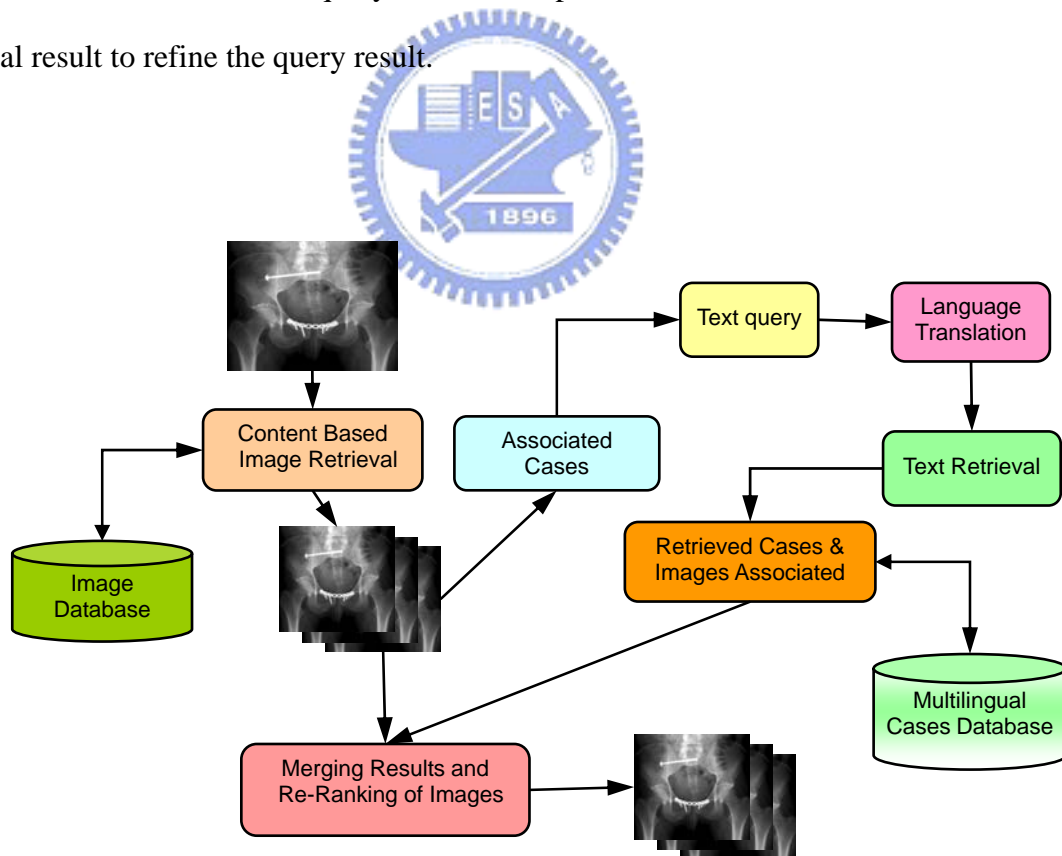 al result to refine the query result.
E S A
1896
Text query
Language
Translation
Content Based
Image Retrieval
Associated
Cases
Text Retrieval
Retrieved Cases &
Images Associated
Image
Database
Multilingual
Cases Database
Merging Results and
Re-Ranking of Images